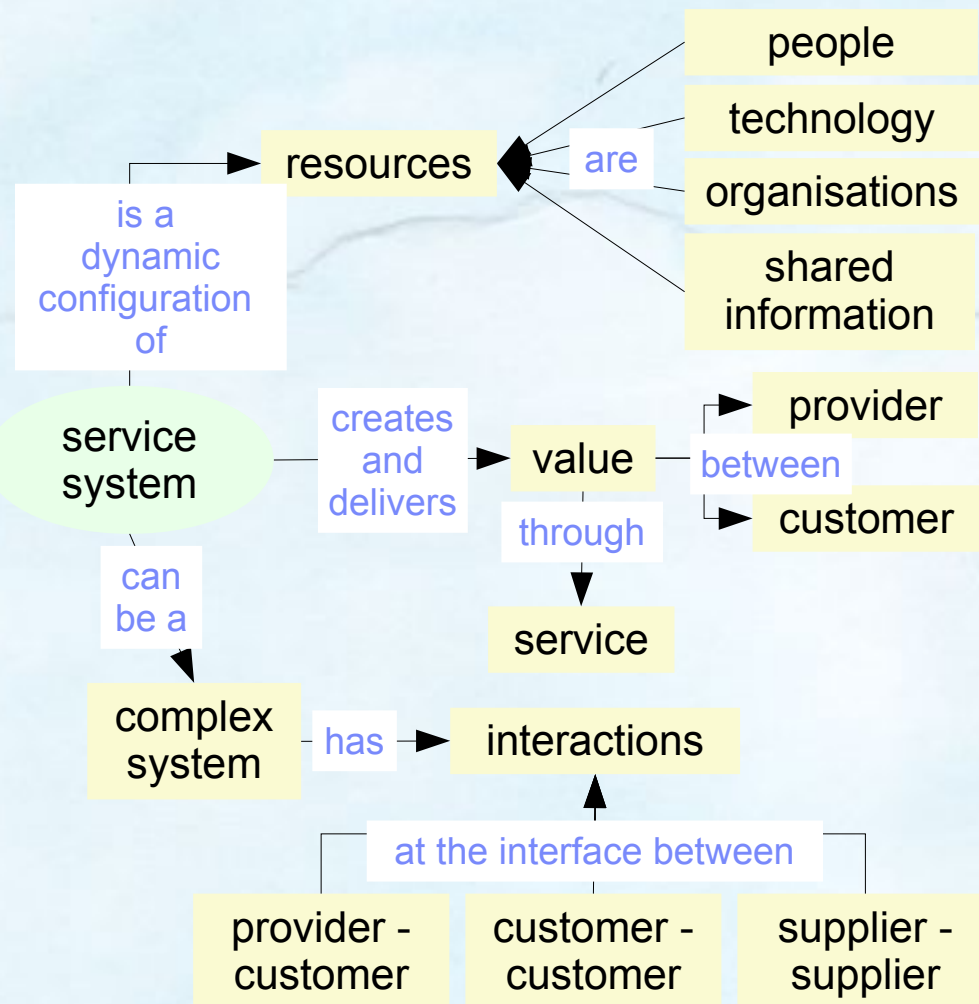 people
technology
resources
are
organisations
is a
dynamic
configuration
of
shared
information
service
system
creates
and
delivers
value
between
provider
customer
through
service
can
be a
complex
system
has
interactions
at the interface between
provider -
customer
customer -
customer
supplier -
supplier